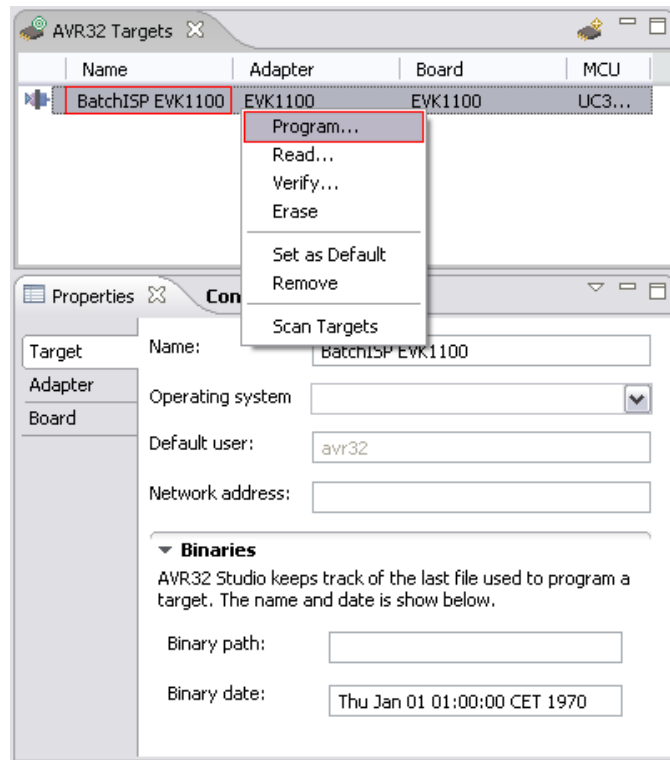 AVR32 Targets
Name Adapter Board MCU
BatchISP EVK1100 EVK1100 EVK1100 UC3...
Program...
Read...
Verify...
Erase
Set as Default
Remove
Scan Targets
Properties Con
Target
Adapter
Board
Name: BatchISP EVK1100
Operating system
Default user: avr32
Network address:
Binaries
AVR32 Studio keeps track of the last file used to program a
target. The name and date is show below.
Binary path:
Binary date: Thu Jan 01 01:00:00 CET 1970